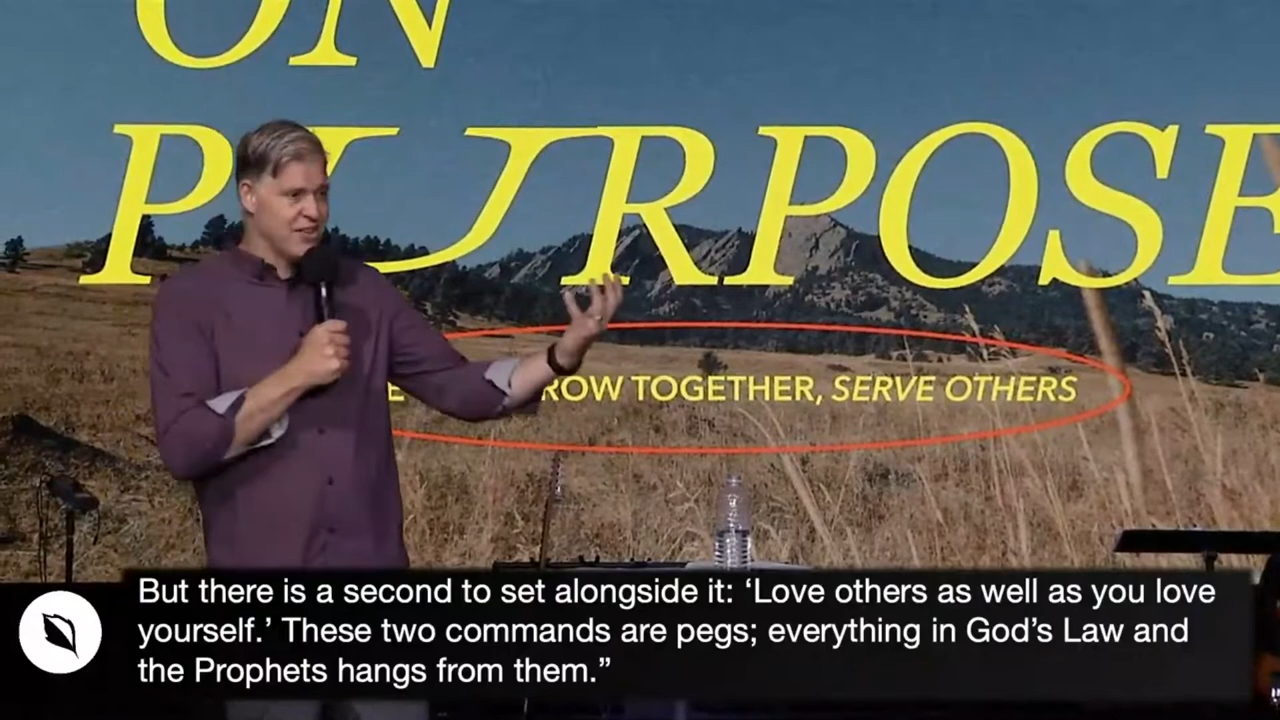 ON
PURPOSE
ROW TOGETHER, SERVE OTHERS
But there is a second to set alongside it: ‘Love others as well as you love
yourself.’ These two commands are pegs; everything in God’s Law and
the Prophets hangs from them.”